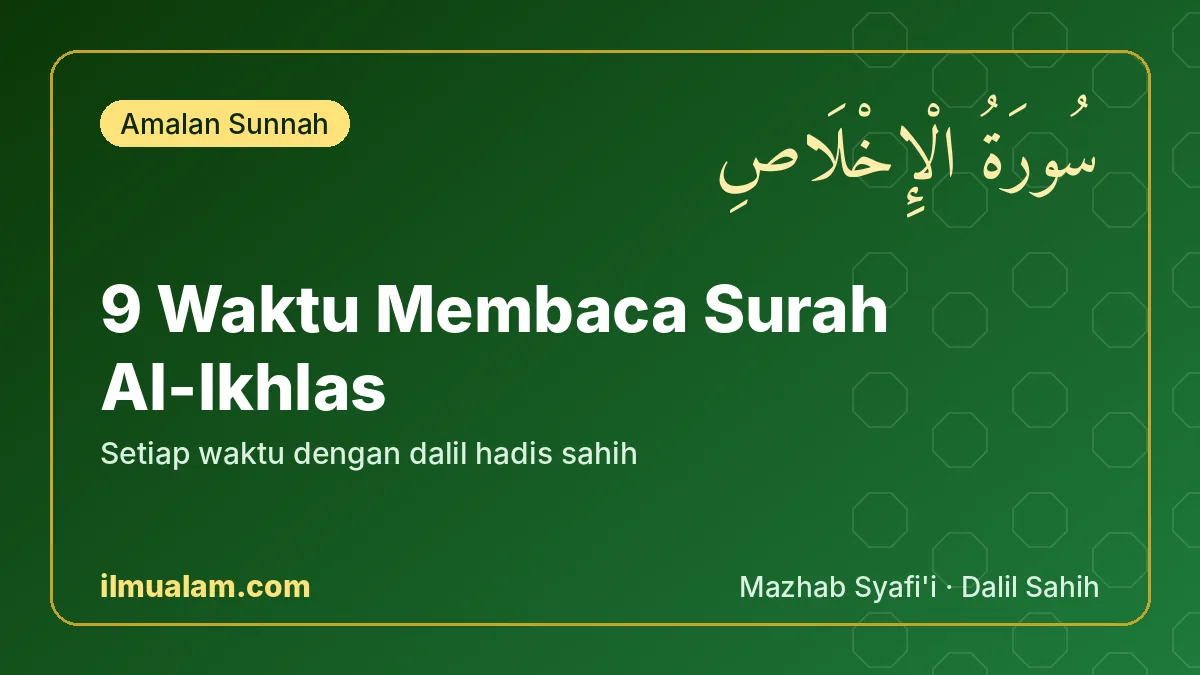 Amalan Sunnah
سُورَةُ الْإِخْلَاصِ
9 Waktu Membaca Surah
Al-Ikhlas
Setiap waktu dengan dalil hadis sahih
ilmualam.com
Mazhab Syafi'i · Dalil Sahih